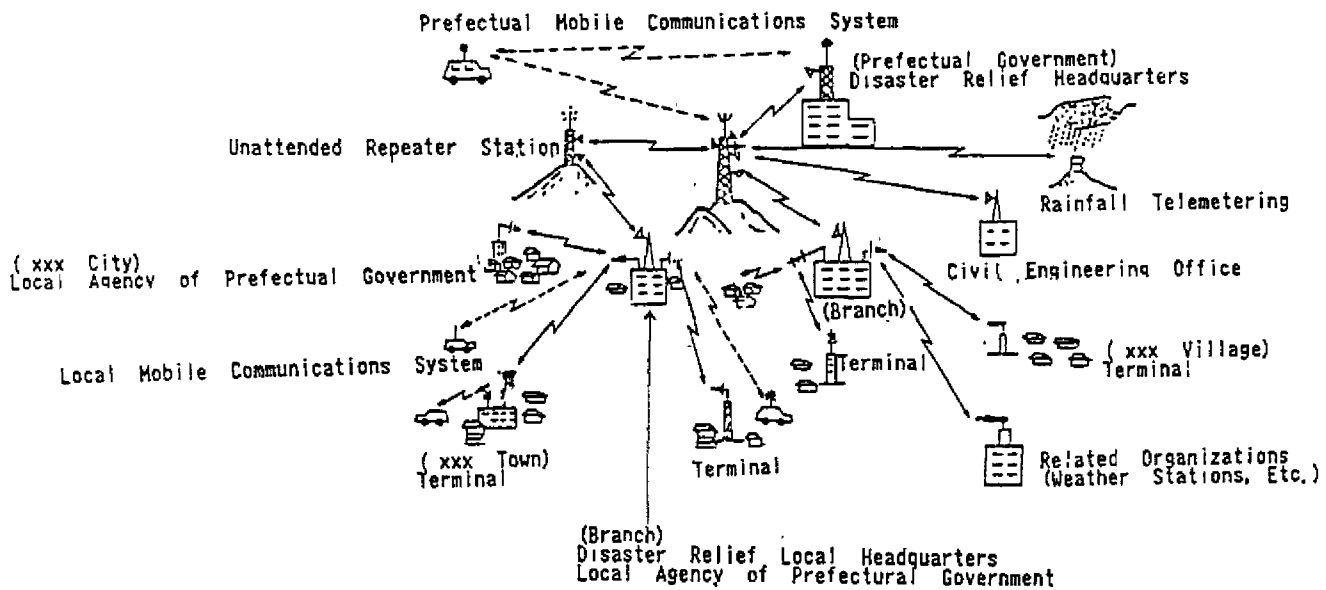 Prefectual Mobile Communications System
(Prefectual Government)
Disaster Relief Headquarters
Unattended Repeater Station
Rainfall Telemetering
( xxx City)
Local Agency of Prefectual Government
Civil Engineering Office
(Branch)
Local Mobile Communications System
Terminal
( xxx Village)
Terminal
( xxx Town)
Terminal
Terminal
Related Organizations
(Weather Stations, Etc.)
(Branch)
Disaster Relief Local Headquarters
Local Agency of Prefectural Government